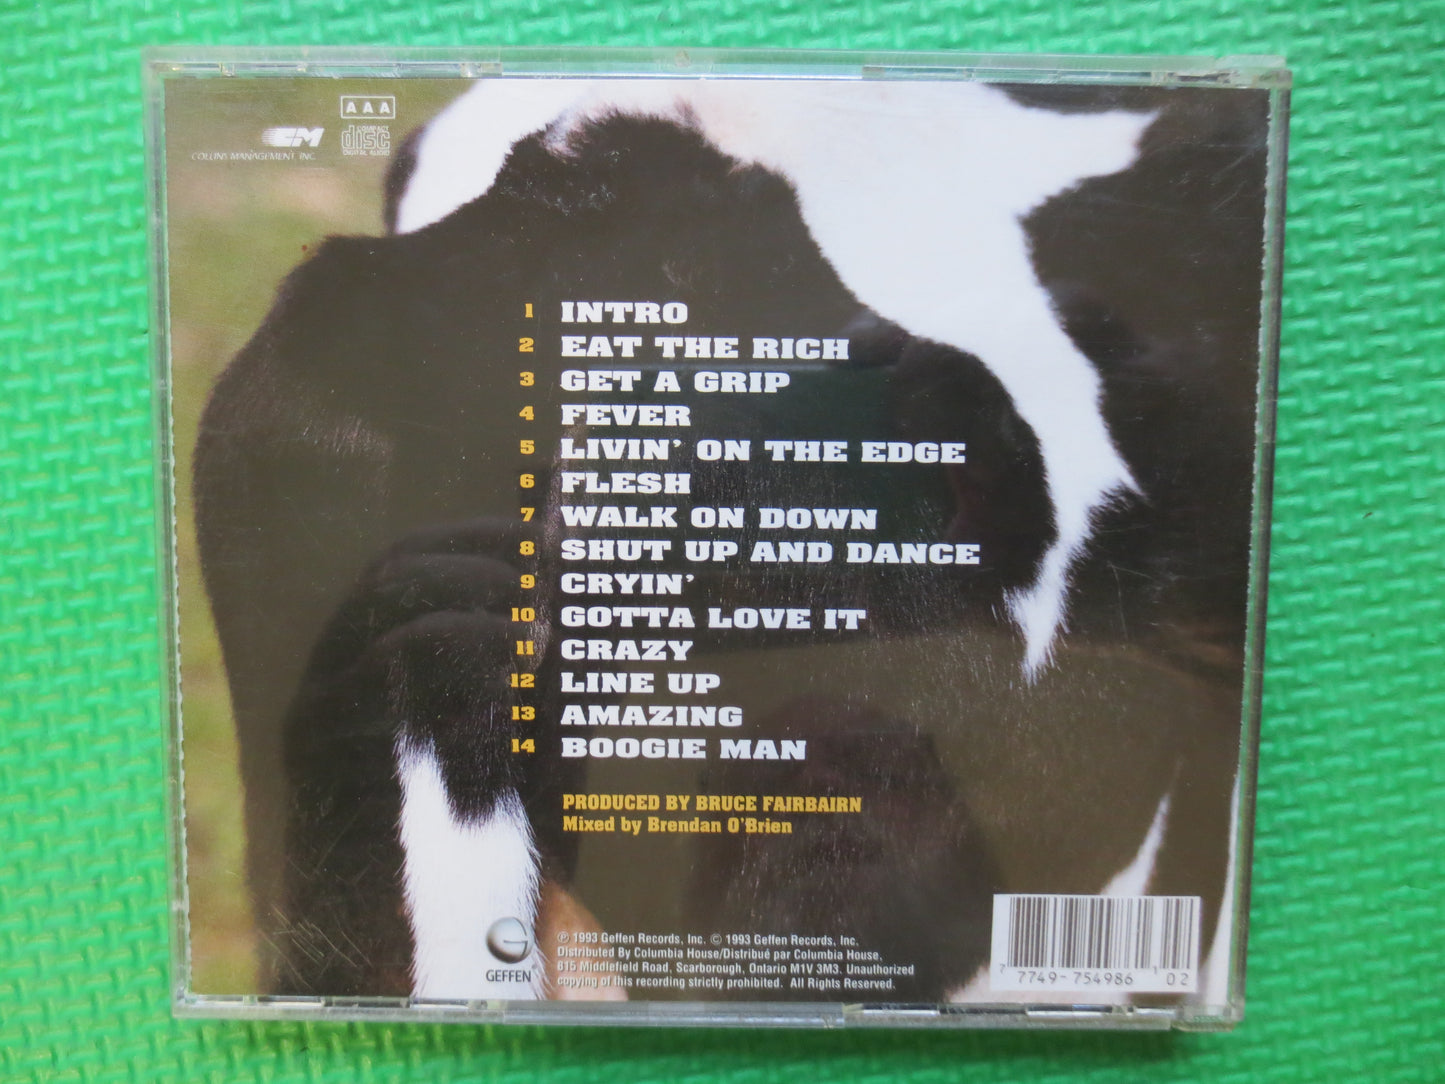 AAA
CM
COLLINS MANAGEMENT, INC.
COMPACT
disc
DIGITAL AUDIO
1 INTRO
2 EAT THE RICH
3 GET A GRIP
4 FEVER
5 LIVIN' ON THE EDGE
6 FLESH
7 WALK ON DOWN
8 SHUT UP AND DANCE
9 CRYIN'
10 GOTTA LOVE IT
11 CRAZY
12 LINE UP
13 AMAZING
14 BOOGIE MAN
PRODUCED BY BRUCE FAIRBAIRN
Mixed by Brendan O'Brien
G
GEFFEN
℗ 1993 Geffen Records, Inc. © 1993 Geffen Records, Inc.
Distributed By Columbia House/Distribué par Columbia House,
815 Middlefield Road, Scarborough, Ontario M1V 3M3. Unauthorized
copying of this recording strictly prohibited. All Rights Reserved.
7 7749-754986 1 02